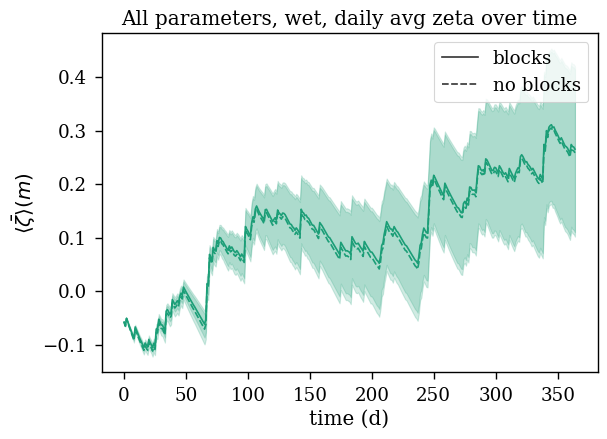 All parameters, wet, daily avg zeta over time
blocks
no blocks
⟨ζ̄⟩(m)
0.4
0.3
0.2
0.1
0.0
−0.1
0
50
100
150
200
250
300
350
time (d)